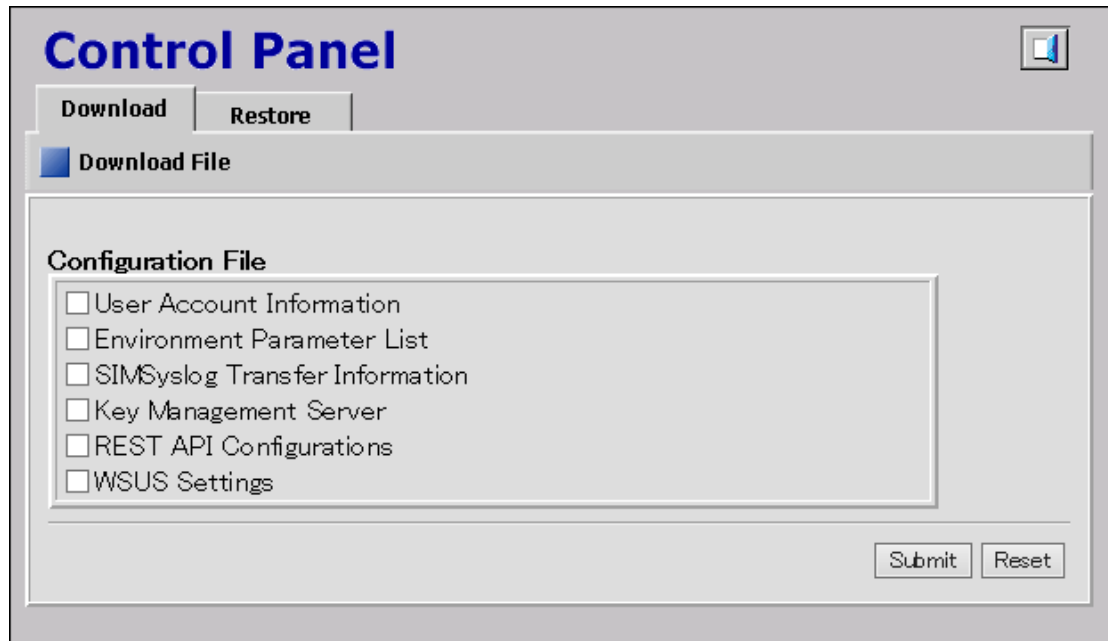 Control Panel
Download
Restore
Download File
Configuration File
User Account Information
Environment Parameter List
SIMSyslog Transfer Information
Key Management Server
REST API Configurations
WSUS Settings
Submit Reset